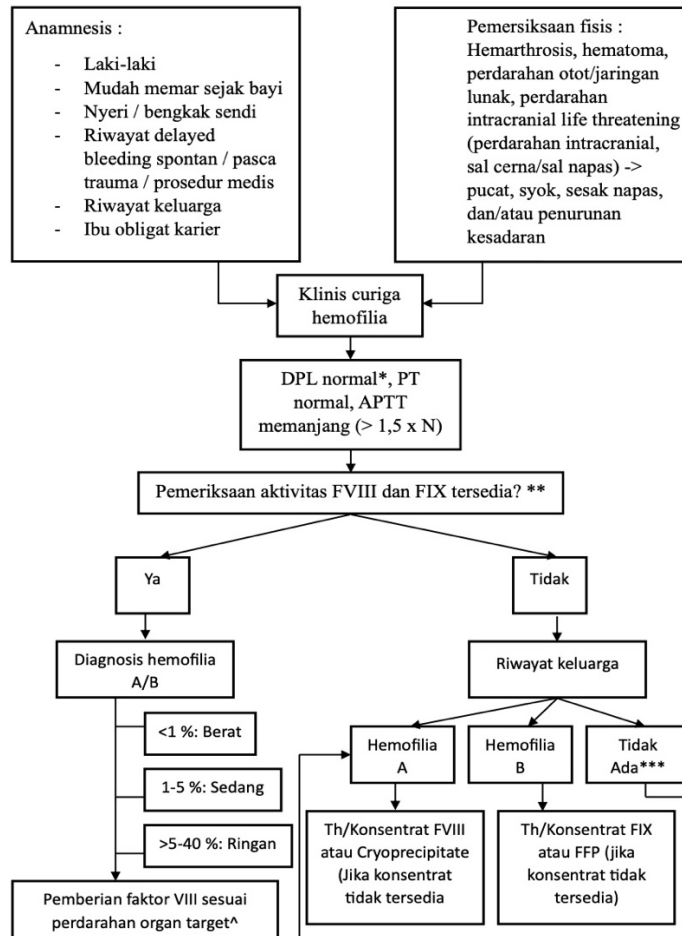 Anamnesis :
- Laki-laki
- Mudah memar sejak bayi
- Nyeri / bengkak sendi
- Riwayat delayed
bleeding spontan / pasca
trauma / prosedur medis
- Riwayat keluarga
- Ibu obligat karier
Pemersiksaan fisis :
Hemarthrosis, hematoma,
perdarahan otot/jaringan
lunak, perdarahan
intracranial life threatening
(perdarahan intracranial,
sal cerna/sal napas) ->
pucat, syok, sesak napas,
dan/atau penurunan
kesadaran
Klinis curiga
hemofilia
DPL normal*, PT
normal, APTT
memanjang (> 1,5 x N)
Pemeriksaan aktivitas FVIII dan FIX tersedia? **
Ya
Tidak
Diagnosis hemofilia
A/B
<1 %: Berat
1-5 %: Sedang
>5-40 %: Ringan
Pemberian faktor VIII sesuai
perdarahan organ target^
Riwayat keluarga
Hemofilia
A
Hemofilia
B
Tidak
Ada***
Th/Konsentrat FVIII
atau Cryoprecipitate
(Jika konsentrat
tidak tersedia
Th/Konsentrat FIX
atau FFP (jika
konsentrat tidak
tersedia)